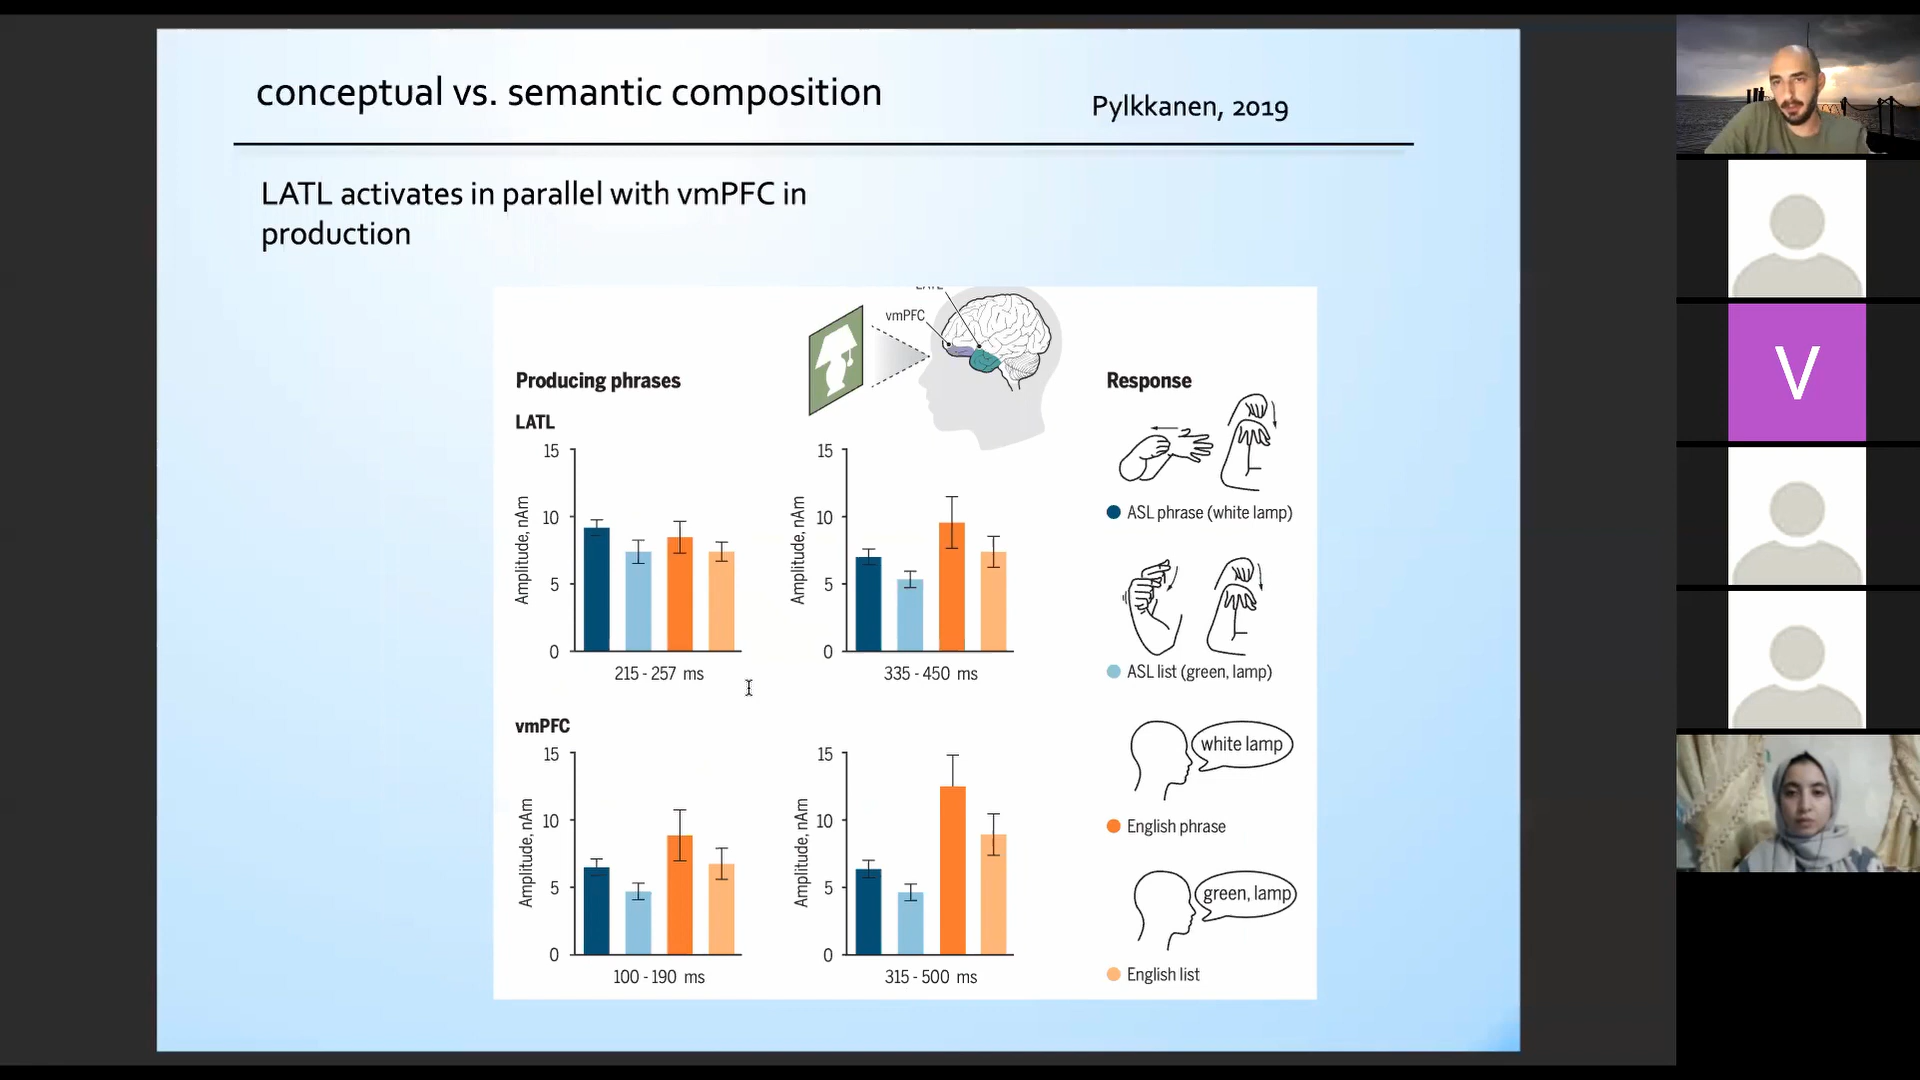 conceptual vs. semantic composition
Pylkkanen, 2019
LATL activates in parallel with vmPFC in
production
LATL
vmPFC
Producing phrases
Response
LATL
15
10
5
0
Amplitude, nAm
215 - 257 ms
15
10
5
0
Amplitude, nAm
335 - 450 ms
ASL phrase (white lamp)
ASL list (green, lamp)
vmPFC
15
10
5
0
Amplitude, nAm
100 - 190 ms
15
10
5
0
Amplitude, nAm
315 - 500 ms
white lamp
English phrase
green, lamp
English list
V